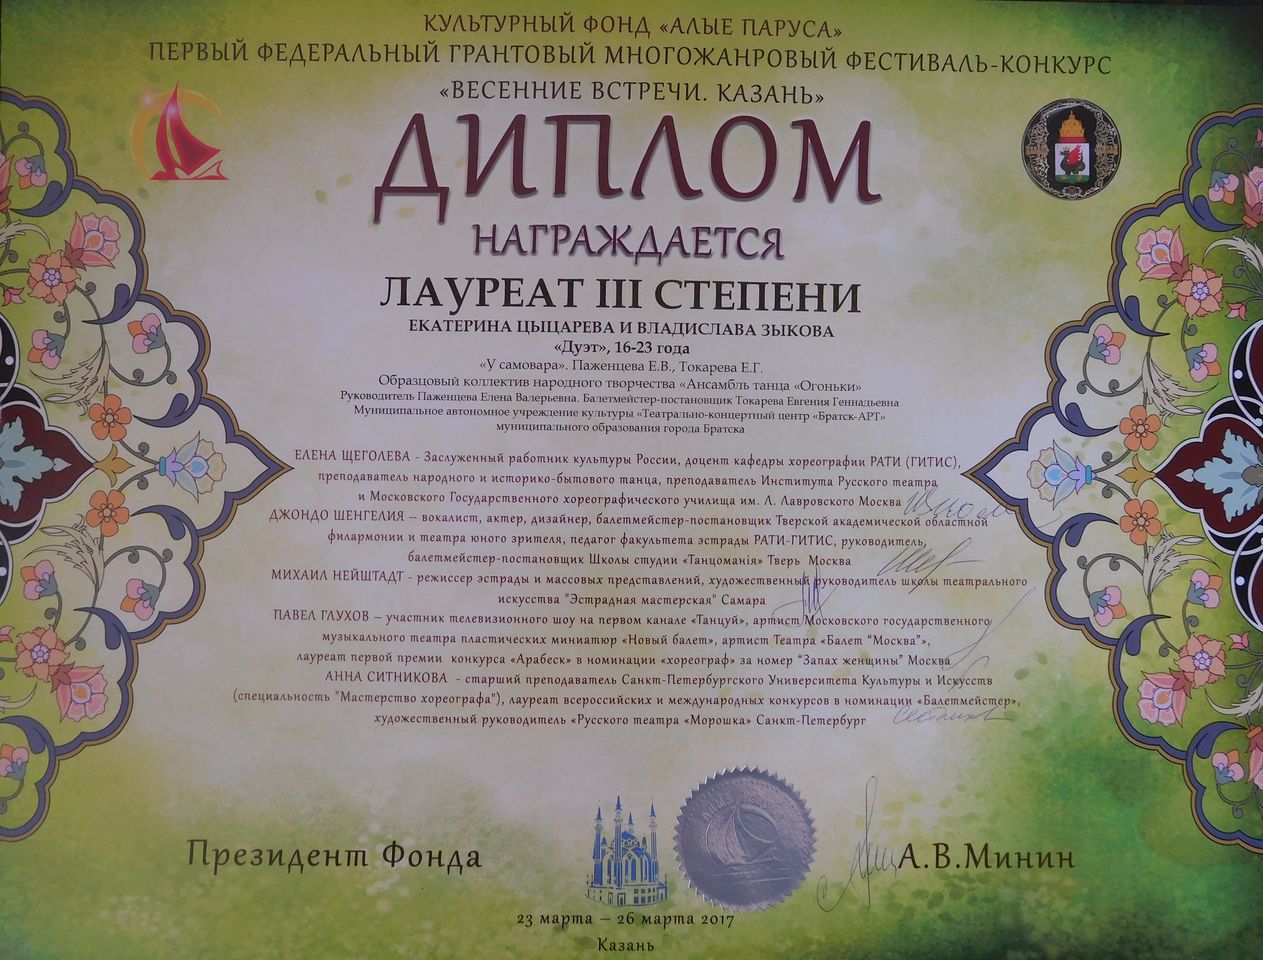 КУЛЬТУРНЫЙ ФОНД «АЛЫЕ ПАРУСА»
ПЕРВЫЙ ФЕДЕРАЛЬНЫЙ ГРАНТОВЫЙ МНОГОЖАНРОВЫЙ ФЕСТИВАЛЬ-КОНКУРС
«ВЕСЕННИЕ ВСТРЕЧИ. КАЗАНЬ»
ДИПЛОМ
НАГРАЖДАЕТСЯ
ЛАУРЕАТ III СТЕПЕНИ
ЕКАТЕРИНА ЦЫЦАРЕВА И ВЛАДИСЛАВА ЗЫКОВА
«Дуэт», 16-23 года
«У самовара». Паженцева Е.В., Токарева Е.Г.
Образцовый коллектив народного творчества «Ансамбль танца «Огоньки»
Руководитель Паженцева Елена Валерьевна. Балетмейстер-постановщик Токарева Евгения Геннадьевна
Муниципальное автономное учреждение культуры «Театрально-концертный центр «Братск-АРТ»
муниципального образования города Братска
ЕЛЕНА ЩЕГОЛЕВА - Заслуженный работник культуры России, доцент кафедры хореографии РАТИ (ГИТИС),
преподаватель народного и историко-бытового танца, преподаватель Института Русского театра
и Московского Государственного хореографического училища им. Л. Лавровского Москва
ДЖОНДО ШЕНГЕЛИЯ – вокалист, актер, дизайнер, балетмейстер-постановщик Тверской академической областной
филармонии и театра юного зрителя, педагог факультета эстрады РАТИ-ГИТИС, руководитель,
балетмейстер-постановщик Школы студии «Танцоманiя» Тверь Москва
МИХАИЛ НЕЙШТАДТ - режиссер эстрады и массовых представлений, художественный руководитель школы театрального
искусства "Эстрадная мастерская" Самара
ПАВЕЛ ГЛУХОВ – участник телевизионного шоу на первом канале «Танцуй», артист Московского государственного
музыкального театра пластических миниатюр «Новый балет», артист Театра «Балет “Москва”»,
лауреат первой премии конкурса «Арабеск» в номинации «хореограф» за номер “Запах женщины” Москва
АННА СИТНИКОВА - старший преподаватель Санкт-Петербургского Университета Культуры и Искусств
(специальность "Мастерство хореографа"), лауреат всероссийских и международных конкурсов в номинации «Балетмейстер»,
художественный руководитель «Русского театра «Морошка» Санкт-Петербург
Президент Фонда
А.В.Минин
23 марта – 26 марта 2017
Казань